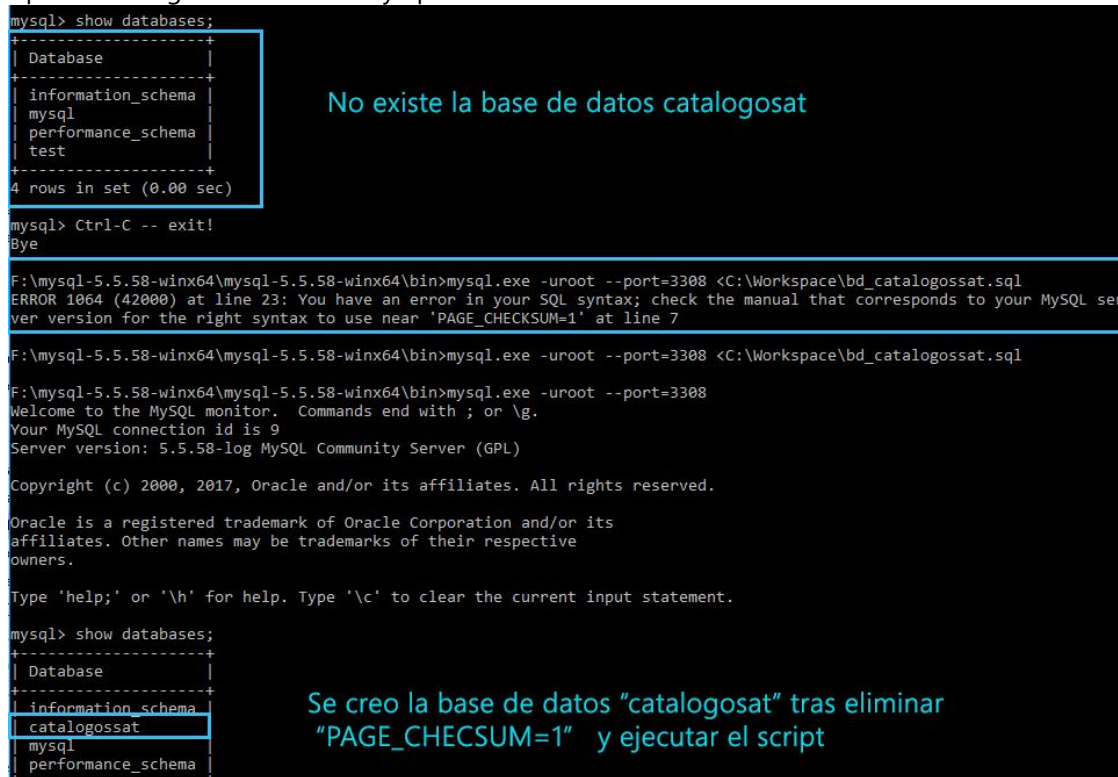 mysql> show databases;
+--------------------+
| Database           |
+--------------------+
| information_schema |
| mysql              |
| performance_schema |
| test               |
+--------------------+
4 rows in set (0.00 sec)
No existe la base de datos catalogosat
mysql> Ctrl-C -- exit!
Bye
F:\mysql-5.5.58-winx64\mysql-5.5.58-winx64\bin>mysql.exe -uroot --port=3308 <C:\Workspace\bd_catalogossat.sql
ERROR 1064 (42000) at line 23: You have an error in your SQL syntax; check the manual that corresponds to your MySQL ser
ver version for the right syntax to use near 'PAGE_CHECKSUM=1' at line 7
F:\mysql-5.5.58-winx64\mysql-5.5.58-winx64\bin>mysql.exe -uroot --port=3308 <C:\Workspace\bd_catalogossat.sql
F:\mysql-5.5.58-winx64\mysql-5.5.58-winx64\bin>mysql.exe -uroot --port=3308
Welcome to the MySQL monitor.  Commands end with ; or \g.
Your MySQL connection id is 9
Server version: 5.5.58-log MySQL Community Server (GPL)
Copyright (c) 2000, 2017, Oracle and/or its affiliates. All rights reserved.
Oracle is a registered trademark of Oracle Corporation and/or its
affiliates. Other names may be trademarks of their respective
owners.
Type 'help;' or '\h' for help. Type '\c' to clear the current input statement.
mysql> show databases;
+--------------------+
| Database           |
+--------------------+
| information_schema |
| catalogossat       |
| mysql              |
| performance_schema |
Se creo la base de datos "catalogosat" tras eliminar
"PAGE_CHECSUM=1" y ejecutar el script